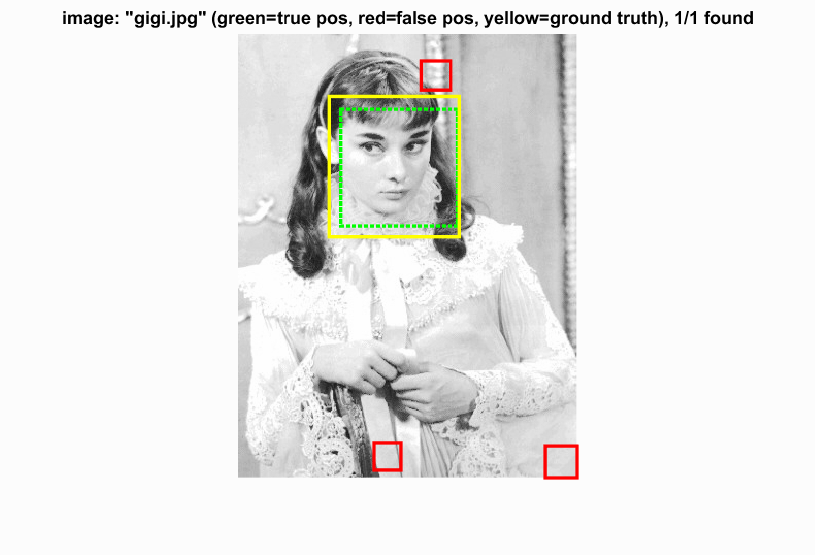 image: "gigi.jpg" (green=true pos, red=false pos, yellow=ground truth), 1/1 found